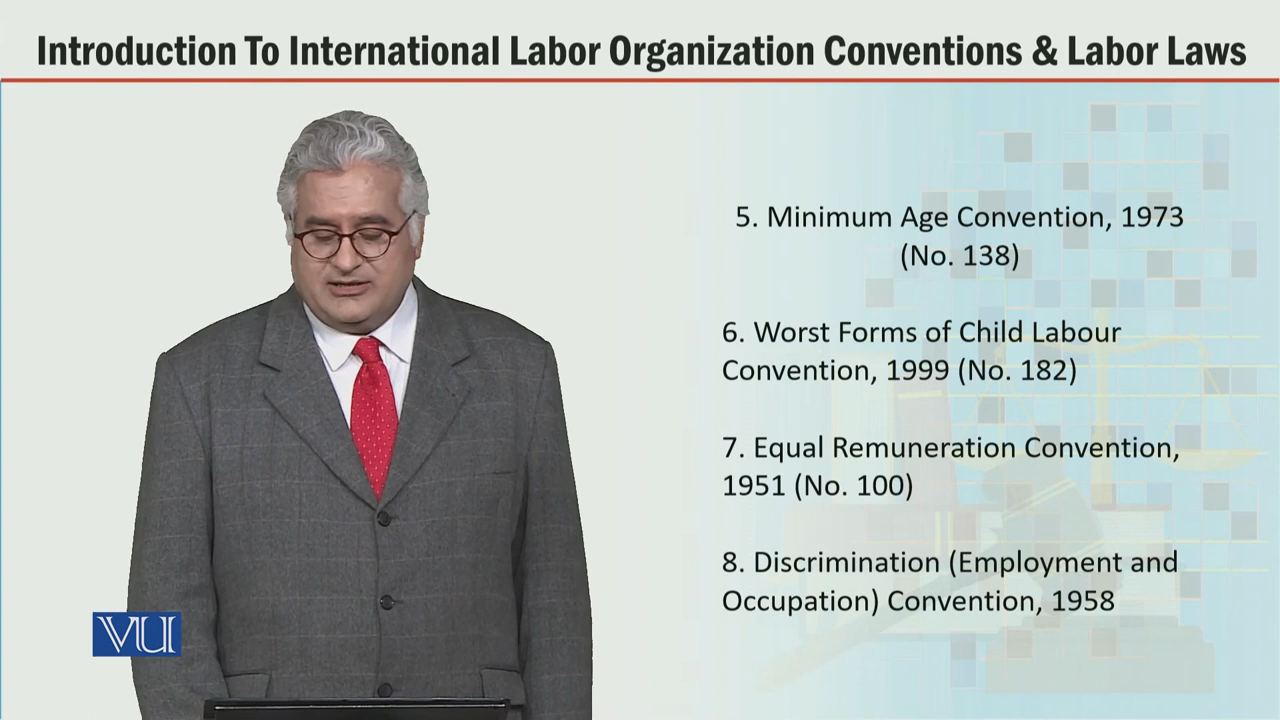 Introduction To International Labor Organization Conventions & Labor Laws
5. Minimum Age Convention, 1973
(No. 138)
6. Worst Forms of Child Labour
Convention, 1999 (No. 182)
7. Equal Remuneration Convention,
1951 (No. 100)
8. Discrimination (Employment and
Occupation) Convention, 1958
VU